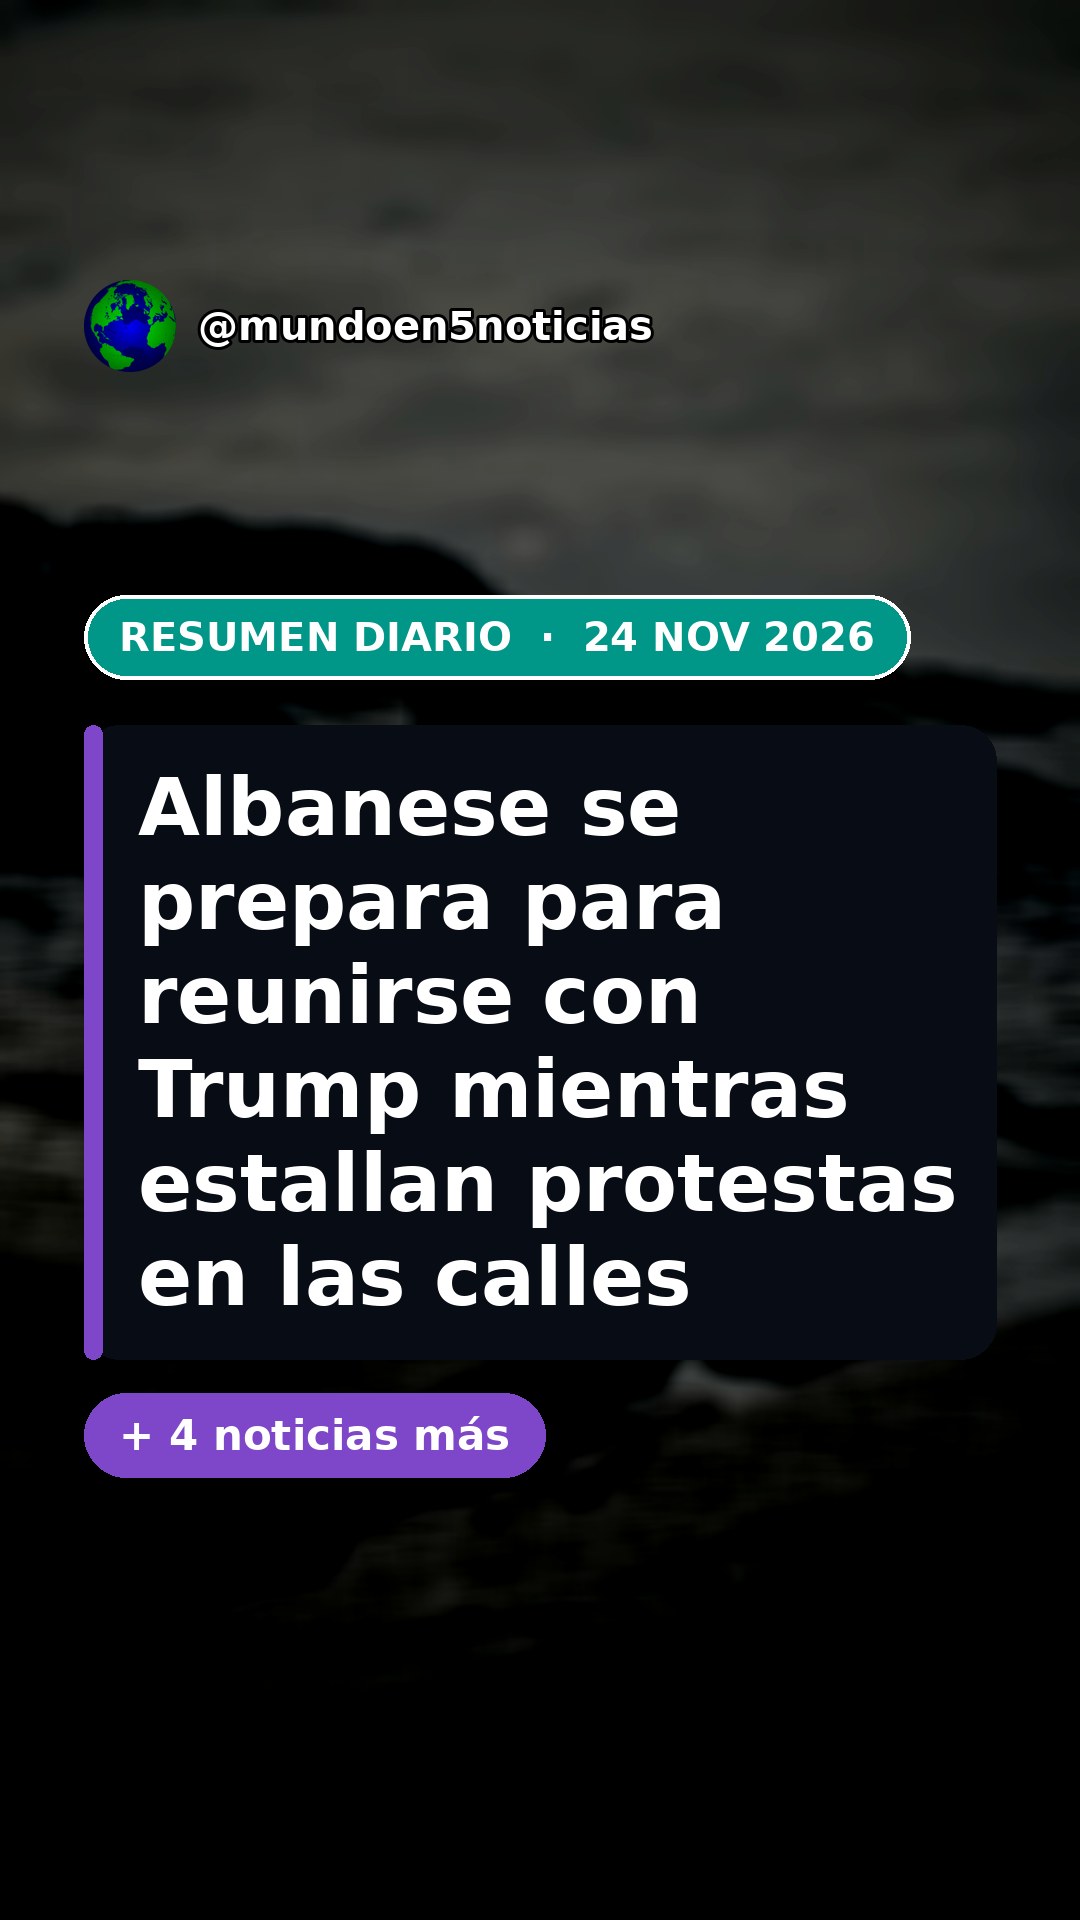 @mundoen5noticias
RESUMEN DIARIO · 24 NOV 2026
Albanese se
prepara para
reunirse con
Trump mientras
estallan protestas
en las calles
+ 4 noticias más